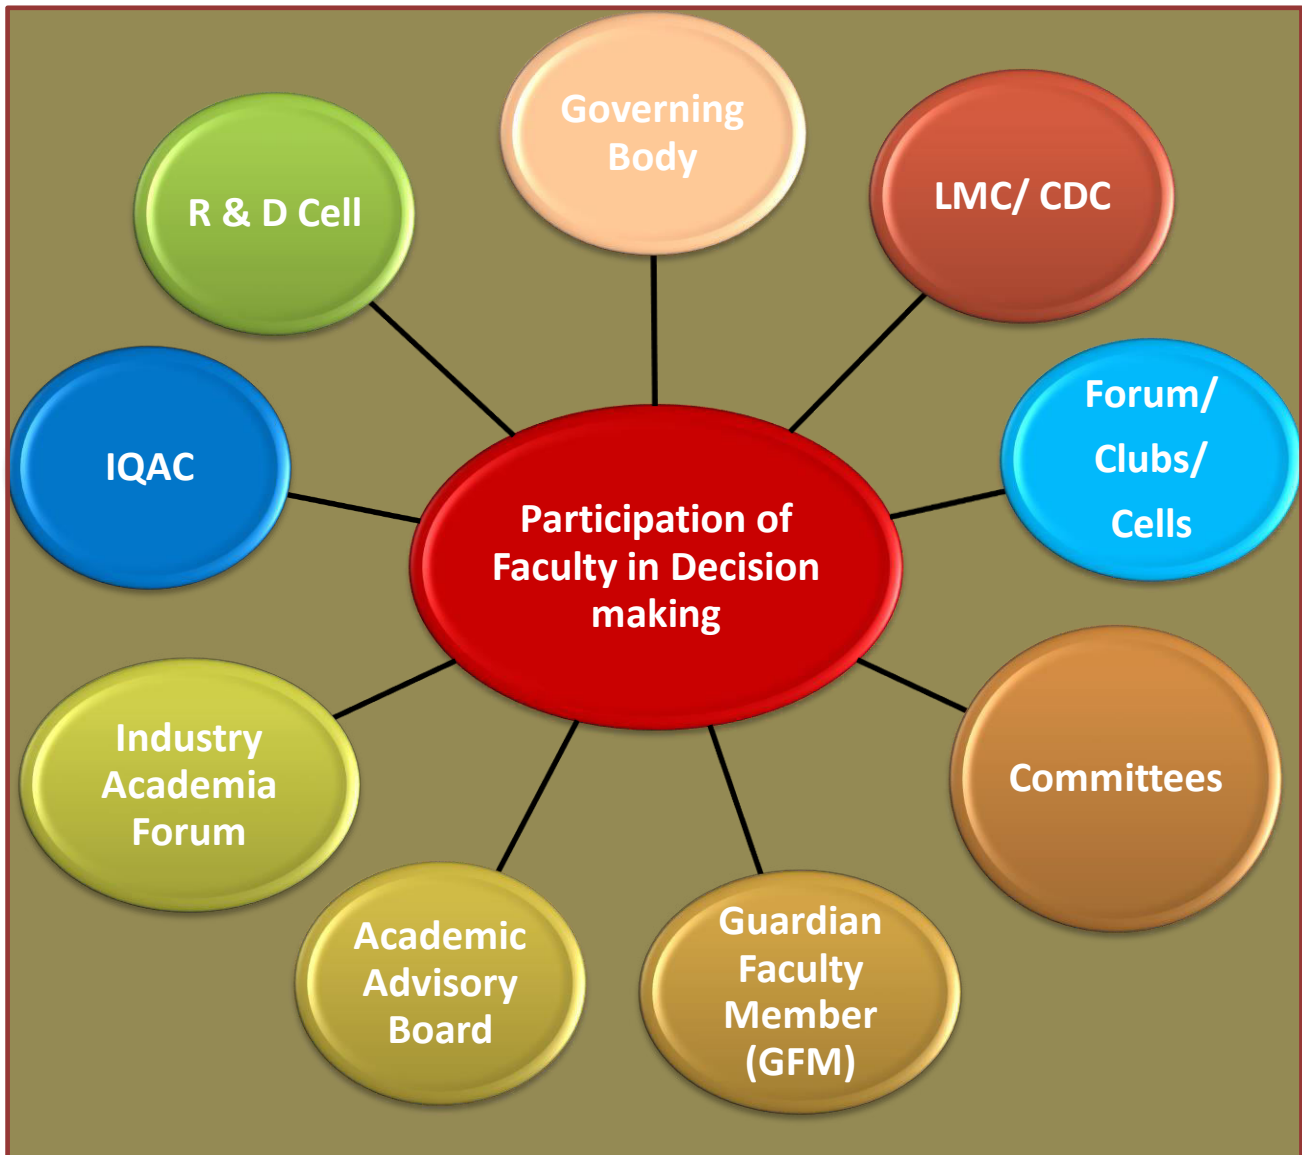 Governing
Body
LMC/ CDC
R & D Cell
Forum/
Clubs/
Cells
IQAC
Participation of
Faculty in Decision
making
Committees
Industry
Academia
Forum
Guardian
Faculty
Member
(GFM)
Academic
Advisory
Board